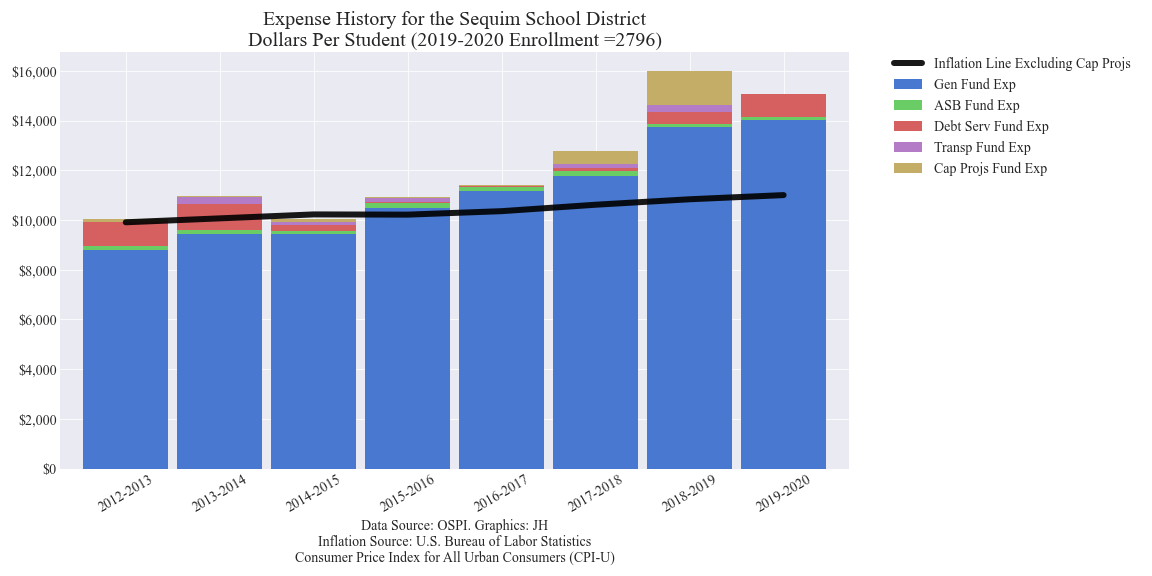 Expense History for the Sequim School District
Dollars Per Student (2019-2020 Enrollment =2796)
$16,000
$14,000
$12,000
$10,000
$8,000
$6,000
$4,000
$2,000
$0
2012-2013
2013-2014
2014-2015
2015-2016
2016-2017
2017-2018
2018-2019
2019-2020
Inflation Line Excluding Cap Projs
Gen Fund Exp
ASB Fund Exp
Debt Serv Fund Exp
Transp Fund Exp
Cap Projs Fund Exp
Data Source: OSPI. Graphics: JH
Inflation Source: U.S. Bureau of Labor Statistics
Consumer Price Index for All Urban Consumers (CPI-U)